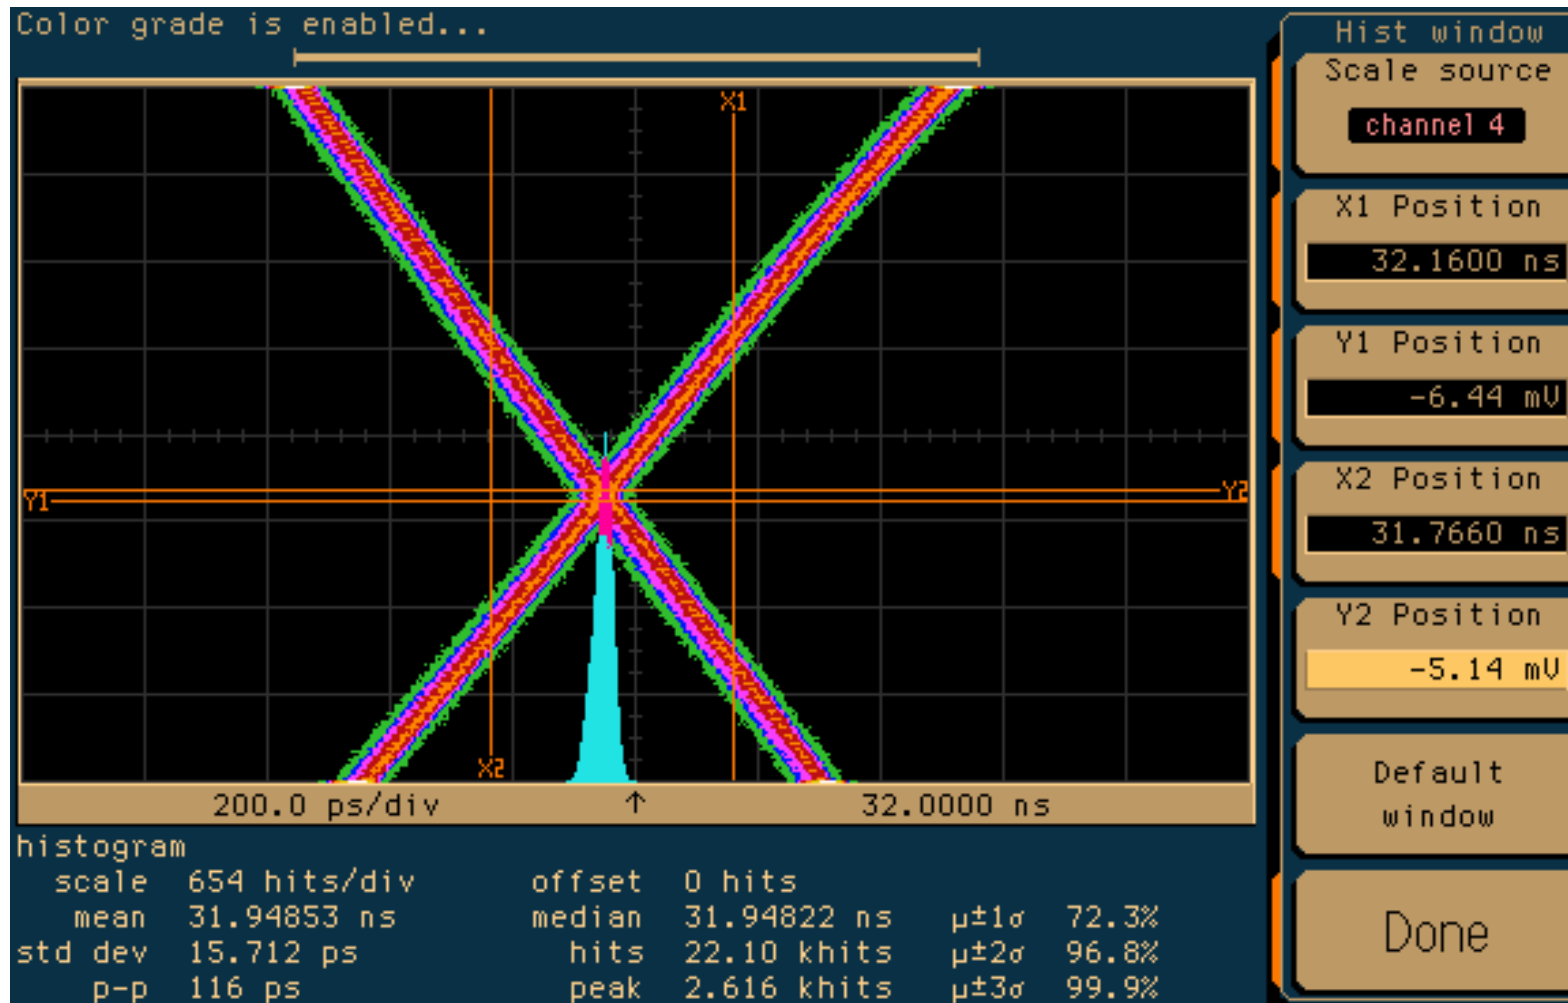 Color grade is enabled...
Hist window
Scale source
channel 4
X1 Position
32.1600 ns
Y1 Position
-6.44 mV
X2 Position
31.7660 ns
Y2 Position
-5.14 mV
Default
window
Done
X1
Y1
Y2
X2
200.0 ps/div ↑ 32.0000 ns
histogram
scale 654 hits/div offset 0 hits
mean 31.94853 ns median 31.94822 ns µ±1σ 72.3%
std dev 15.712 ps hits 22.10 khits µ±2σ 96.8%
p-p 116 ps peak 2.616 khits µ±3σ 99.9%